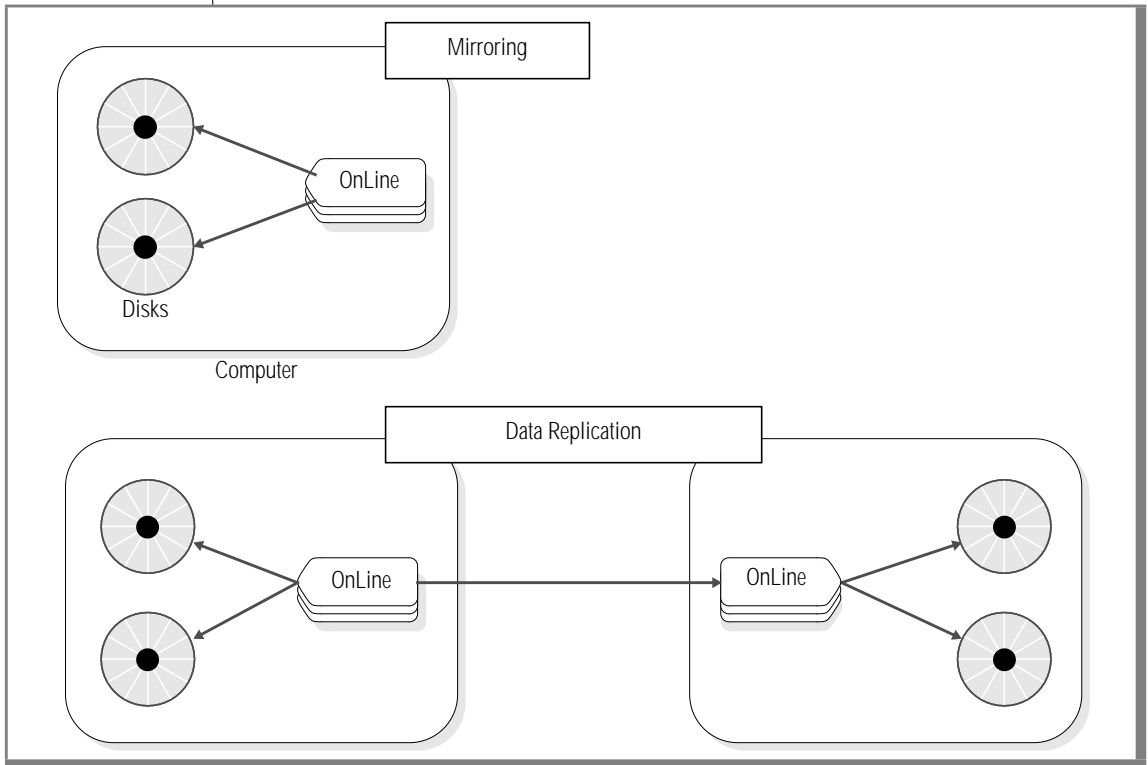 Mirroring
OnLine
Disks
Computer
Data Replication
OnLine
OnLine